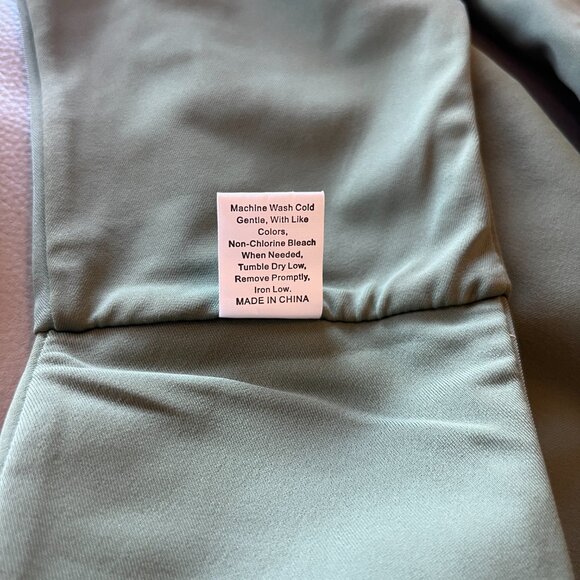 Machine Wash Cold
Gentle, With Like
Colors,
Non-Chlorine Bleach
When Needed,
Tumble Dry Low,
Remove Promptly,
Iron Low.
MADE IN CHINA